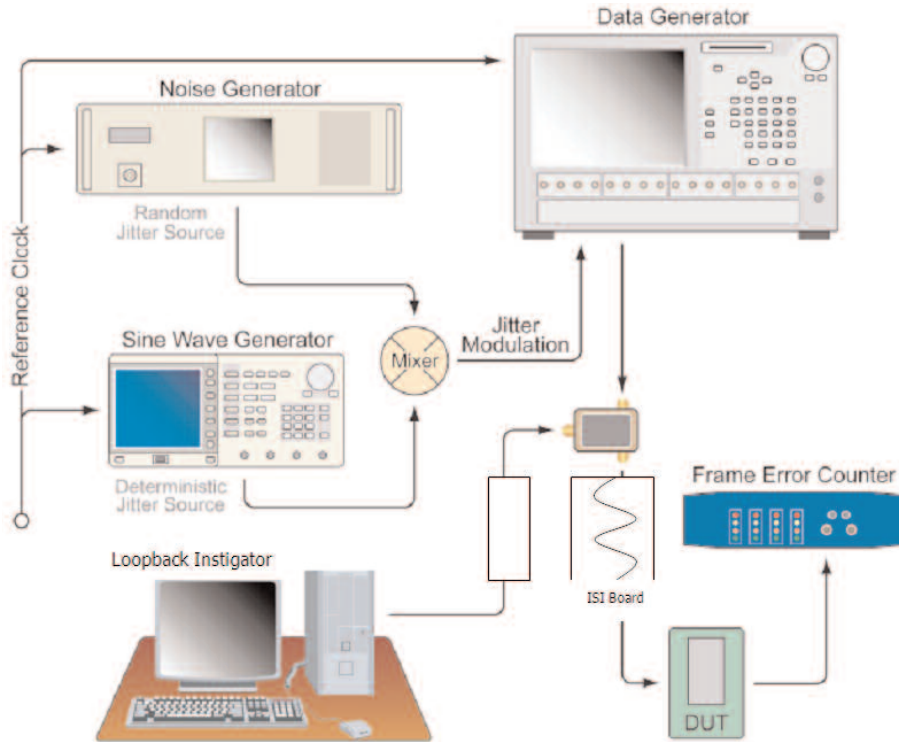 Data Generator
Noise Generator
Random
Jitter Source
Reference Clock
Sine Wave Generator
Mixer
Jitter
Modulation
Deterministic
Jitter Source
Frame Error Counter
Loopback Instigator
ISI Board
DUT